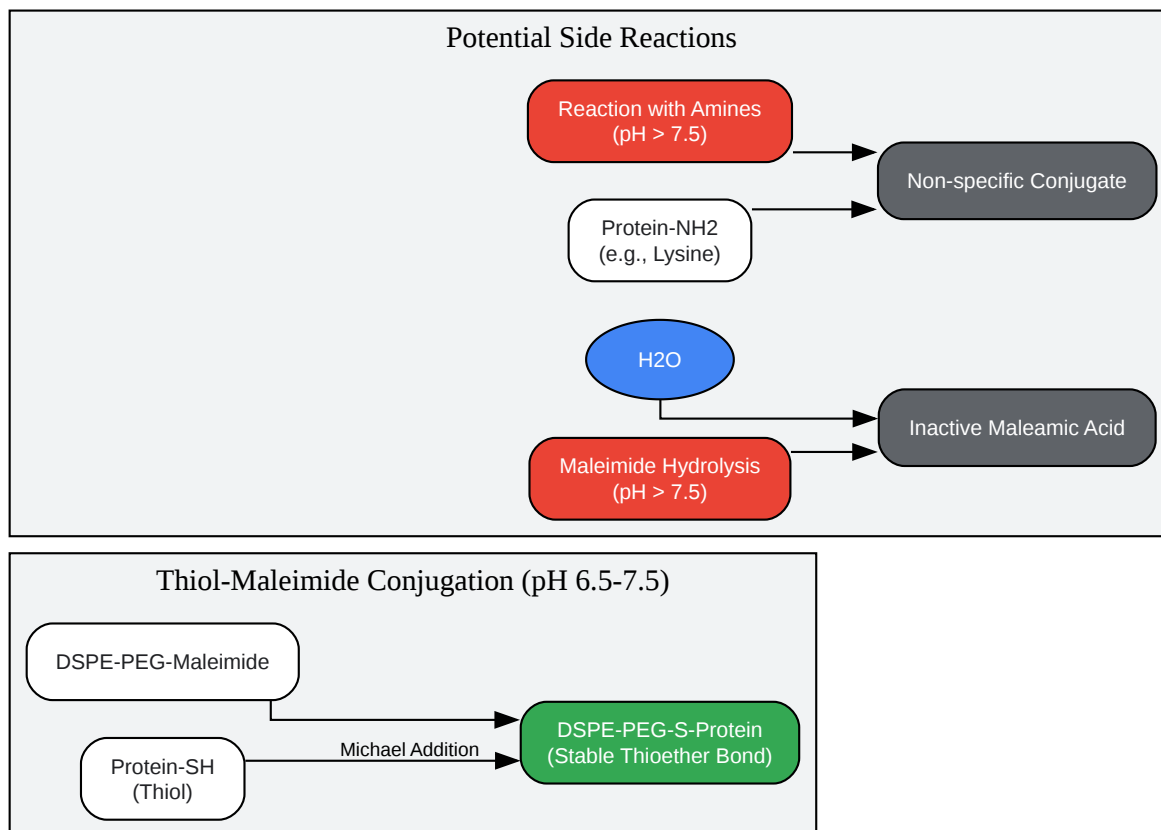 Potential Side Reactions
Reaction with Amines
(pH > 7.5)
Non-specific Conjugate
Protein-NH2
(e.g., Lysine)
H2O
Inactive Maleamic Acid
Maleimide Hydrolysis
(pH > 7.5)
Thiol-Maleimide Conjugation (pH 6.5-7.5)
DSPE-PEG-Maleimide
DSPE-PEG-S-Protein
(Stable Thioether Bond)
Michael Addition
Protein-SH
(Thiol)